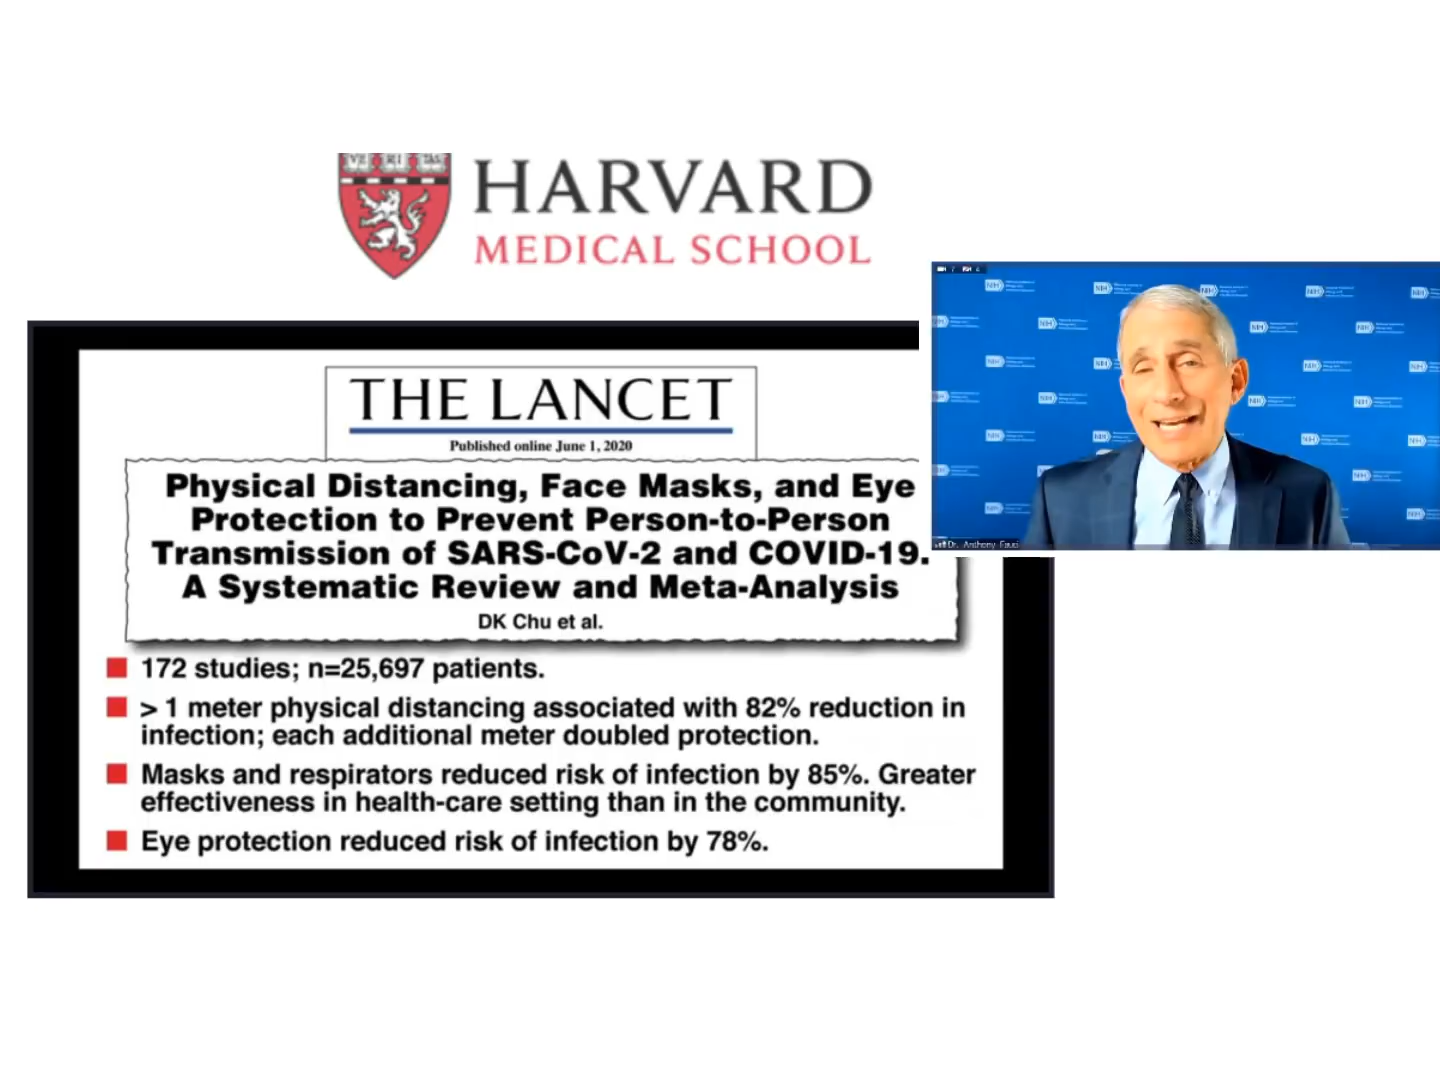 VE RI TAS
HARVARD
MEDICAL SCHOOL
THE LANCET
Published online June 1, 2020
Physical Distancing, Face Masks, and Eye
Protection to Prevent Person-to-Person
Transmission of SARS-CoV-2 and COVID-19.
A Systematic Review and Meta-Analysis
DK Chu et al.
■ 172 studies; n=25,697 patients.
■ > 1 meter physical distancing associated with 82% reduction in
infection; each additional meter doubled protection.
■ Masks and respirators reduced risk of infection by 85%. Greater
effectiveness in health-care setting than in the community.
■ Eye protection reduced risk of infection by 78%.
NIH
Dr. Anthony Fauci